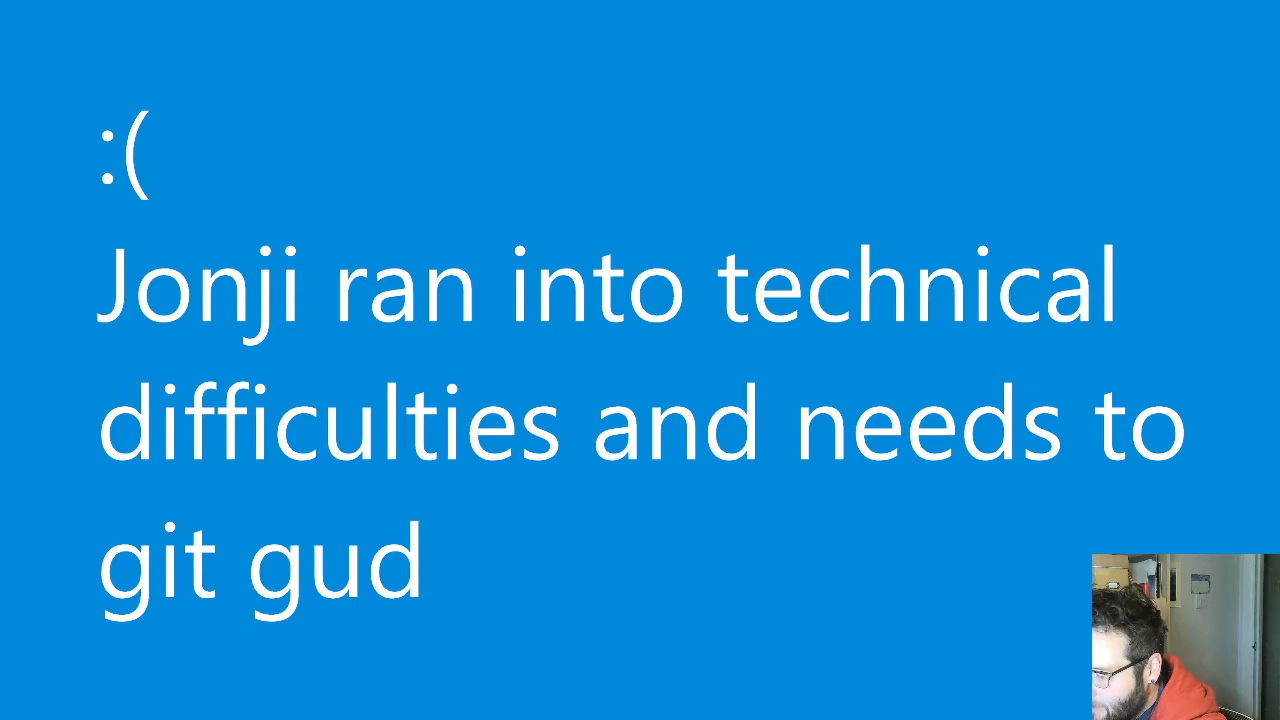 :(
Jonji ran into technical
difficulties and needs to
git gud